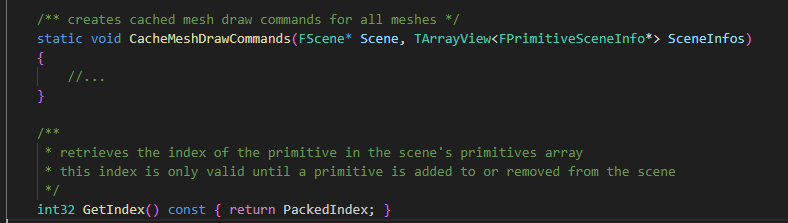 /** creates cached mesh draw commands for all meshes */
static void CacheMeshDrawCommands(FScene* Scene, TArrayView<FPrimitiveSceneInfo*> SceneInfos)
{
//...
}
/**
* retrieves the index of the primitive in the scene's primitives array
* this index is only valid until a primitive is added to or removed from the scene
*/
int32 GetIndex() const { return PackedIndex; }